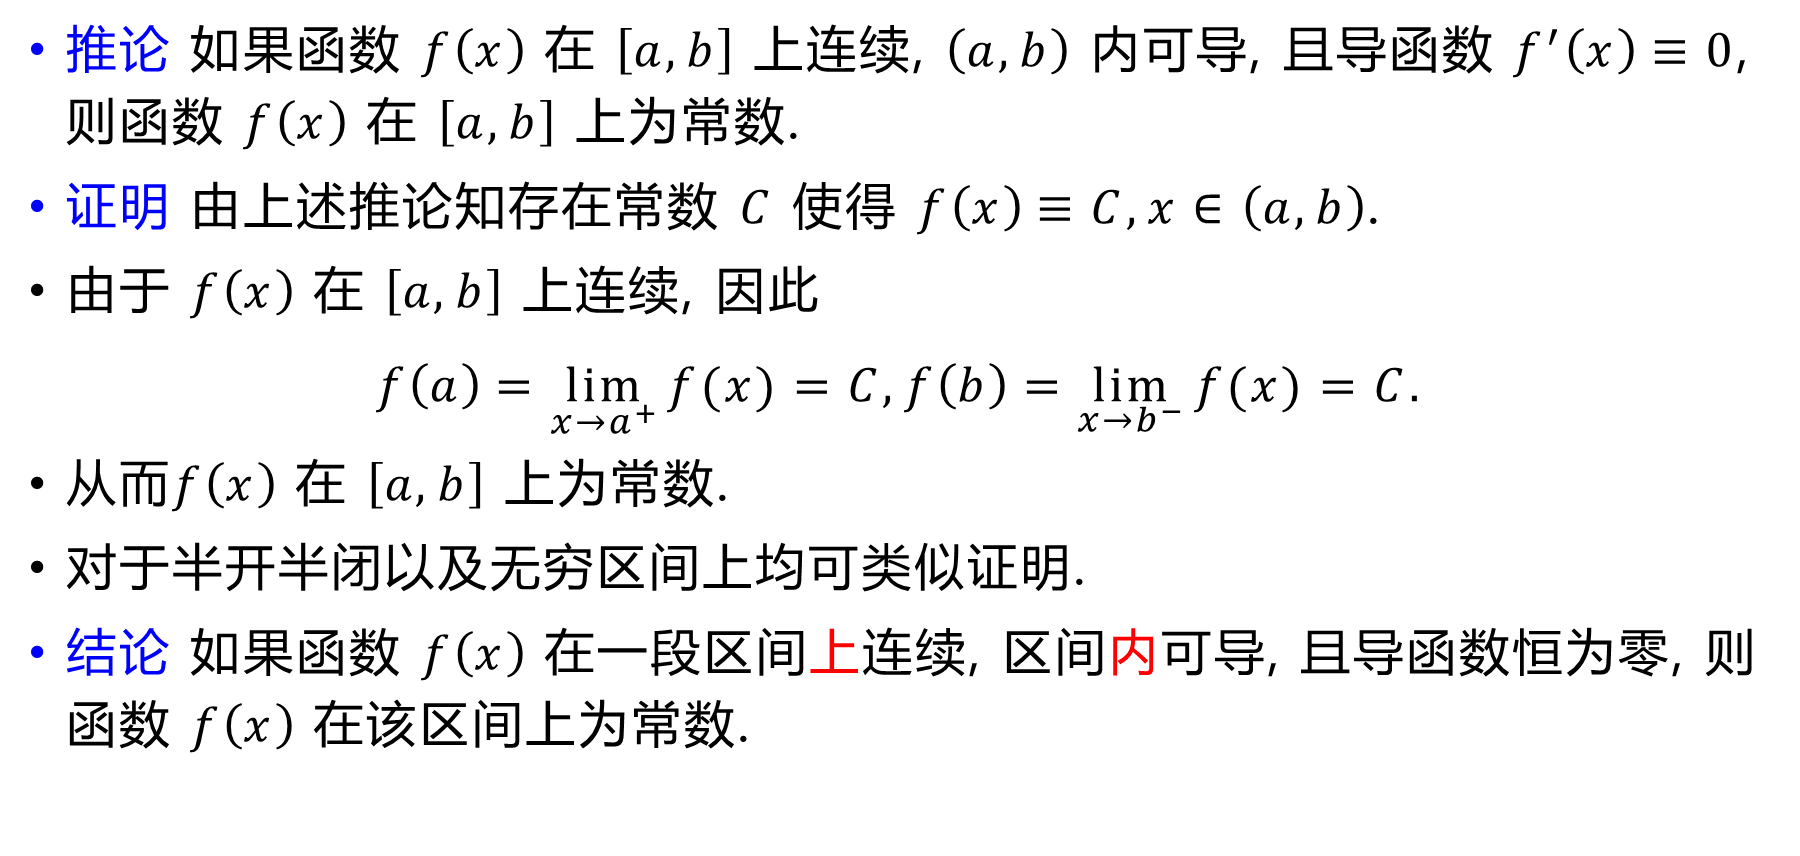 • 推论 如果函数 f(x) 在 [a, b] 上连续, (a, b) 内可导, 且导函数 f′(x) ≡ 0,
则函数 f(x) 在 [a, b] 上为常数.
• 证明 由上述推论知存在常数 C 使得 f(x) ≡ C, x ∈ (a, b).
• 由于 f(x) 在 [a, b] 上连续, 因此
f(a) = lim_{x→a⁺} f(x) = C, f(b) = lim_{x→b⁻} f(x) = C.
• 从而f(x) 在 [a, b] 上为常数.
• 对于半开半闭以及无穷区间上均可类似证明.
• 结论 如果函数 f(x) 在一段区间上连续, 区间内可导, 且导函数恒为零, 则
函数 f(x) 在该区间上为常数.